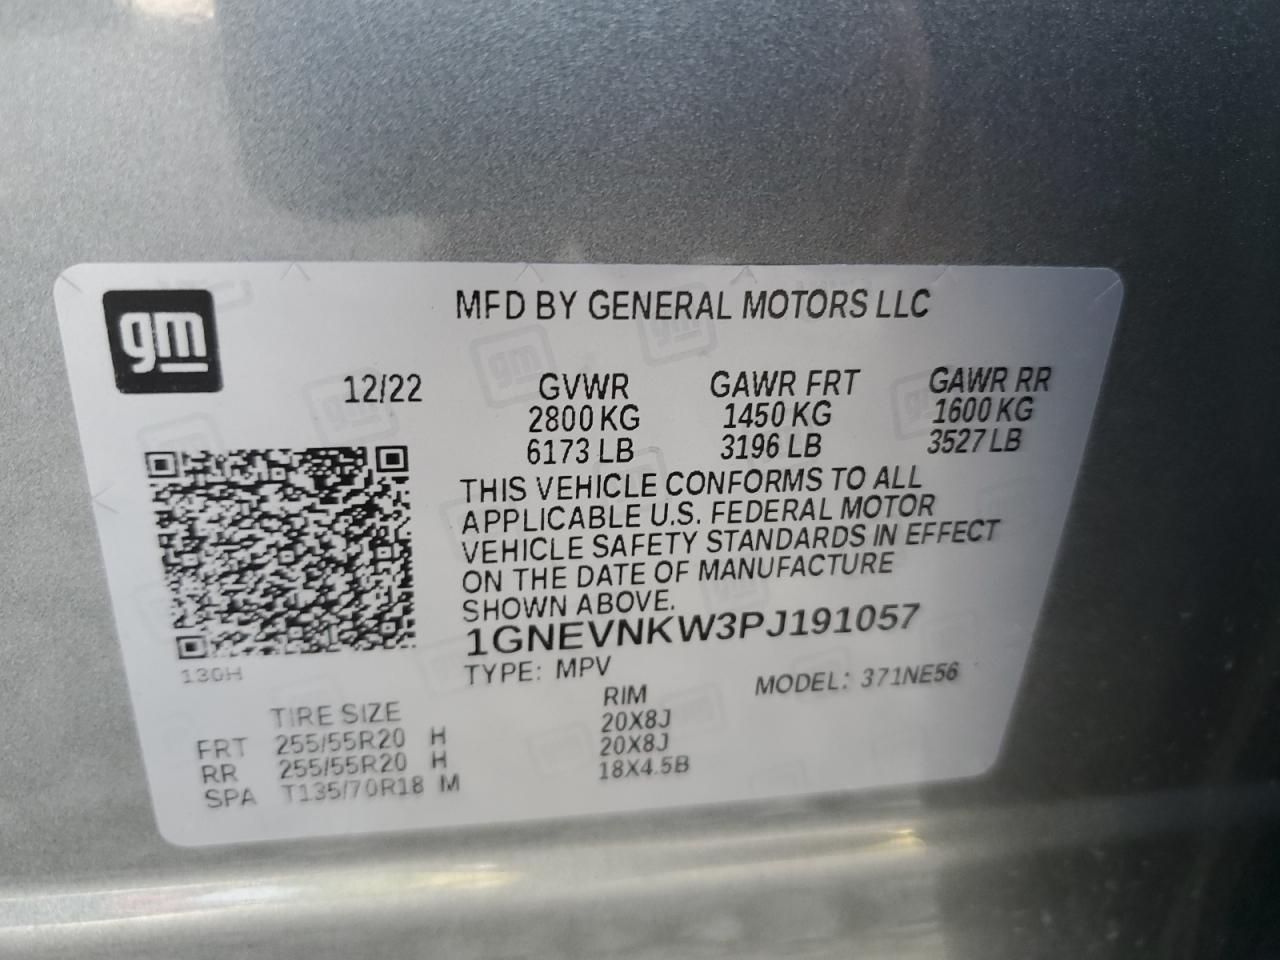 gm
MFD BY GENERAL MOTORS LLC
12/22 GVWR GAWR FRT GAWR RR
2800 KG 1450 KG 1600 KG
6173 LB 3196 LB 3527 LB
THIS VEHICLE CONFORMS TO ALL
APPLICABLE U.S. FEDERAL MOTOR
VEHICLE SAFETY STANDARDS IN EFFECT
ON THE DATE OF MANUFACTURE
SHOWN ABOVE.
1GNEVNKW3PJ191057
130H
TYPE: MPV MODEL: 371NE56
TIRE SIZE RIM
FRT 255/55R20 H 20X8J
RR 255/55R20 H 20X8J
SPA T135/70R18 M 18X4.5B